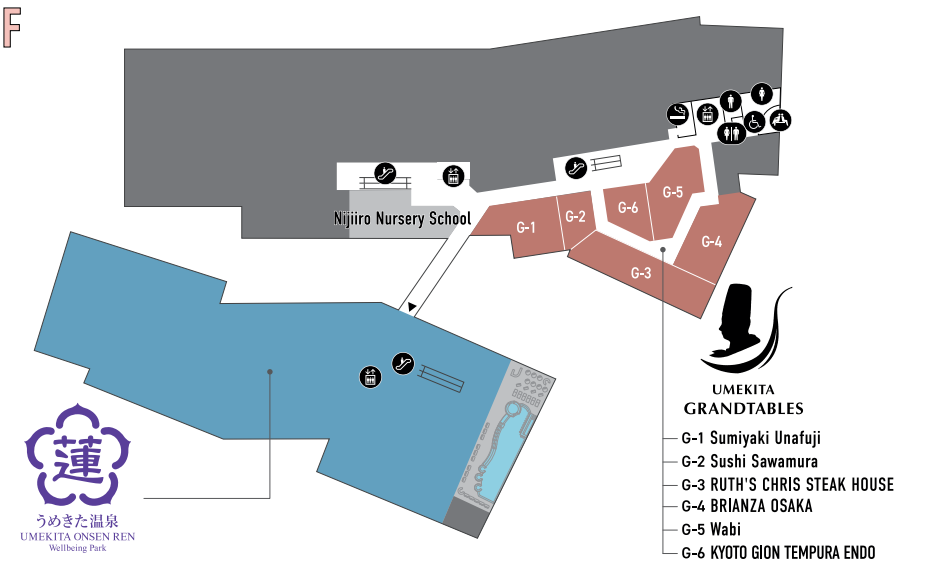 F
Nijiiro Nursery School
G-1
G-2
G-6
G-5
G-4
G-3
蓮
うめきた温泉
UMEKITA ONSEN REN
Wellbeing Park
UMEKITA
GRANDTABLES
G-1 Sumiyaki Unafuji
G-2 Sushi Sawamura
G-3 RUTH'S CHRIS STEAK HOUSE
G-4 BRIANZA OSAKA
G-5 Wabi
G-6 KYOTO GION TEMPURA ENDO